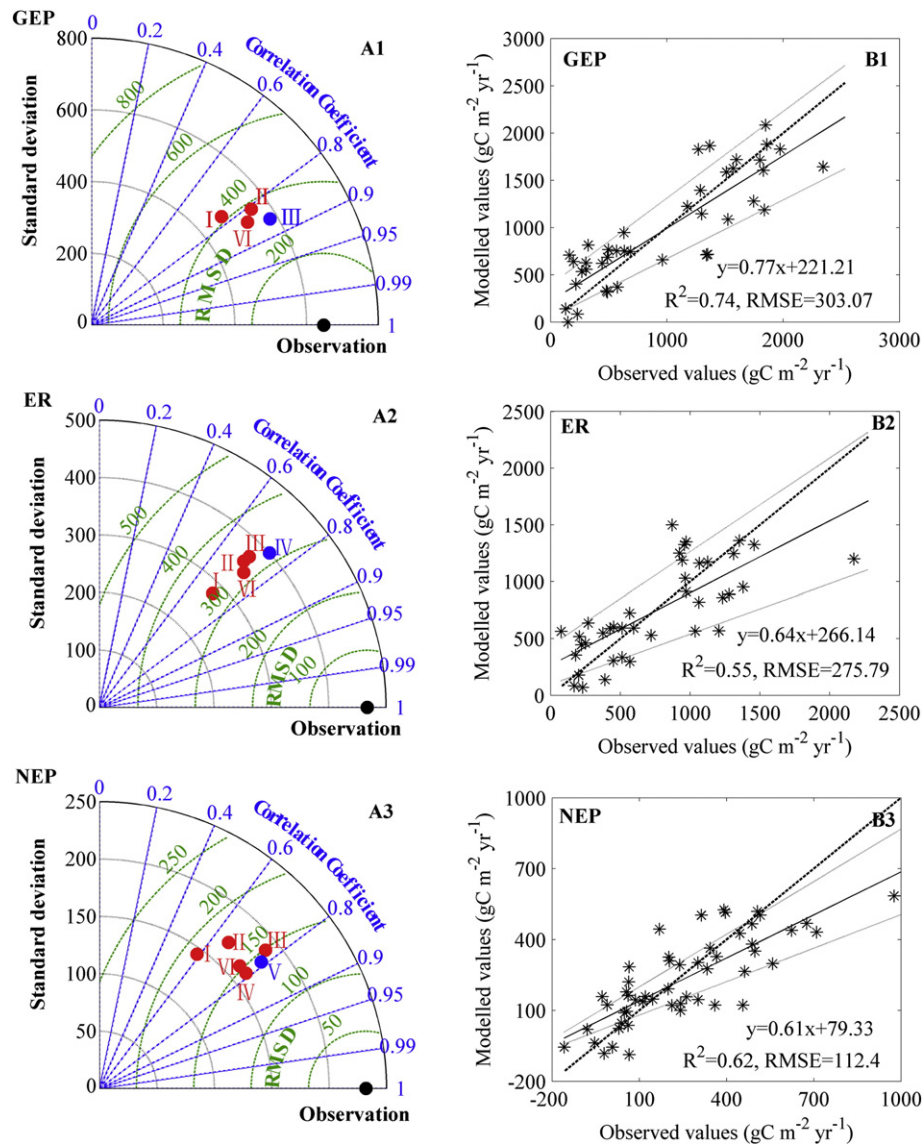 GEP
A1
Correlation Coefficient
0
0.2
0.4
0.6
0.8
0.9
0.95
0.99
1
Standard deviation
800
600
400
200
0
800
600
400
200
RMSD
I
II
III
VI
Observation
GEP
B1
Modelled values (gC m⁻² yr⁻¹)
3000
2500
2000
1500
1000
500
0
y=0.77x+221.21
R²=0.74, RMSE=303.07
0
1000
2000
3000
Observed values (gC m⁻² yr⁻¹)
ER
A2
Correlation Coefficient
0
0.2
0.4
0.6
0.8
0.9
0.99
1
Standard deviation
500
400
300
200
100
0
500
400
300
200
100
RMSD
I
II
III
IV
VI
Observation
ER
B2
Modelled values (gC m⁻² yr⁻¹)
2500
2000
1500
1000
500
0
y=0.64x+266.14
R²=0.55, RMSE=275.79
0
500
1000
1500
2000
2500
Observed values (gC m⁻² yr⁻¹)
NEP
A3
Correlation Coefficient
0
0.2
0.4
0.6
0.8
0.9
0.95
0.99
1
Standard deviation
250
200
150
100
50
0
250
200
150
100
50
RMSD
I
II
III
VI
V
IV
Observation
NEP
B3
Modelled values (gC m⁻² yr⁻¹)
1000
700
400
100
-200
y=0.61x+79.33
R²=0.62, RMSE=112.4
-200
100
400
700
1000
Observed values (gC m⁻² yr⁻¹)